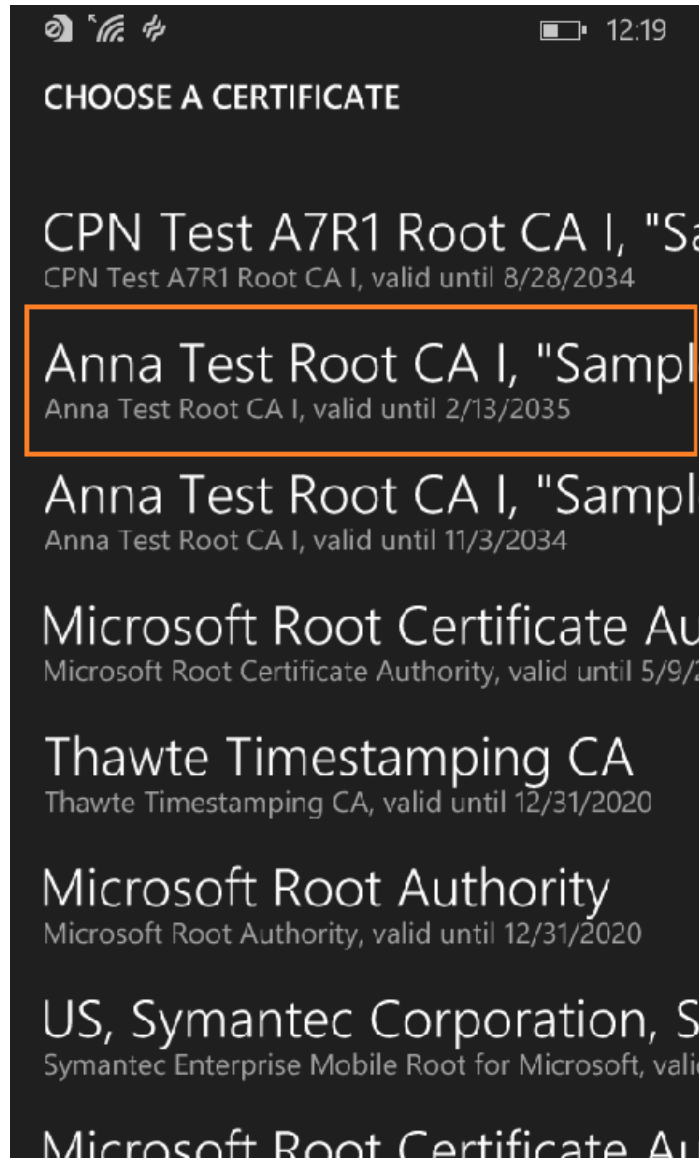 12:19
CHOOSE A CERTIFICATE
CPN Test A7R1 Root CA I, "Sa
CPN Test A7R1 Root CA I, valid until 8/28/2034
Anna Test Root CA I, "Sampl
Anna Test Root CA I, valid until 2/13/2035
Anna Test Root CA I, "Sampl
Anna Test Root CA I, valid until 11/3/2034
Microsoft Root Certificate Au
Microsoft Root Certificate Authority, valid until 5/9/2
Thawte Timestamping CA
Thawte Timestamping CA, valid until 12/31/2020
Microsoft Root Authority
Microsoft Root Authority, valid until 12/31/2020
US, Symantec Corporation, S
Symantec Enterprise Mobile Root for Microsoft, vali
Microsoft Root Certificate Au